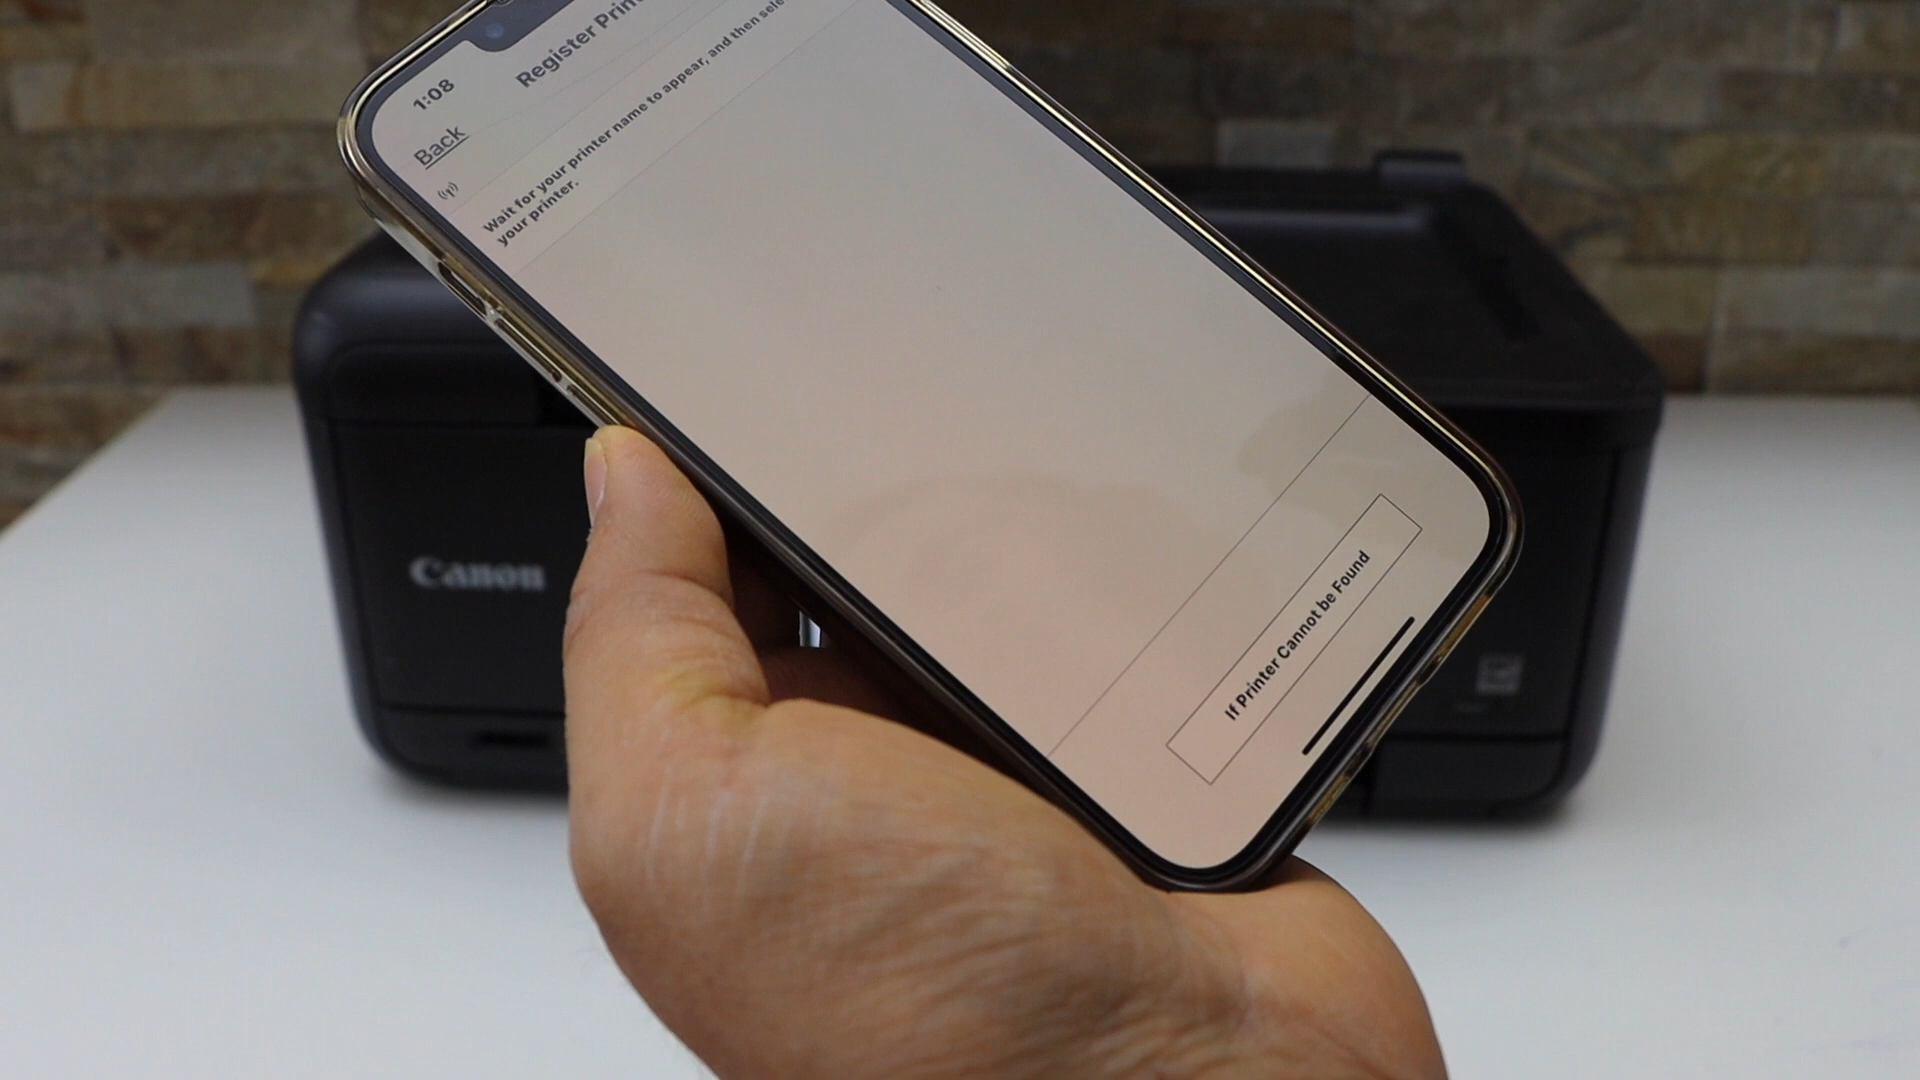 1:08
Register Prin
Back
Wait for your printer name to appear, and then sele
your printer.
If Printer Cannot be Found
Canon